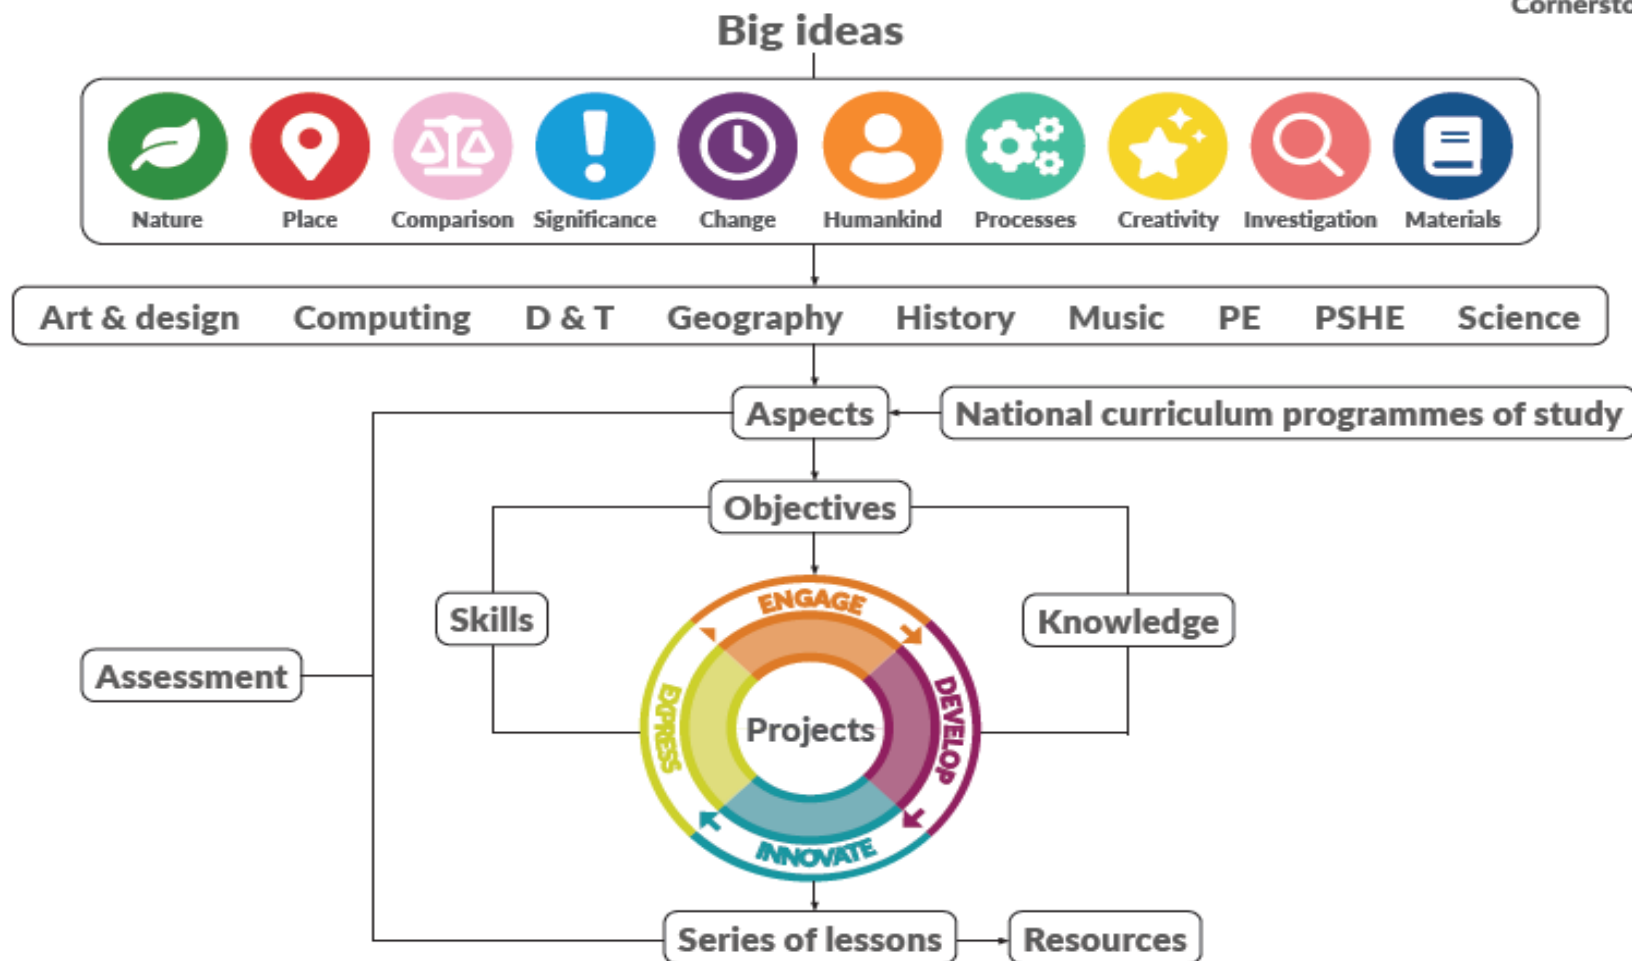 Big ideas
Nature Place Comparison Significance Change Humankind Processes Creativity Investigation Materials
Art & design Computing D & T Geography History Music PE PSHE Science
Aspects National curriculum programmes of study
Objectives
Skills
Knowledge
Assessment
ENGAGE
DEVELOP
INNOVATE
EXPRESS
Projects
Series of lessons Resources